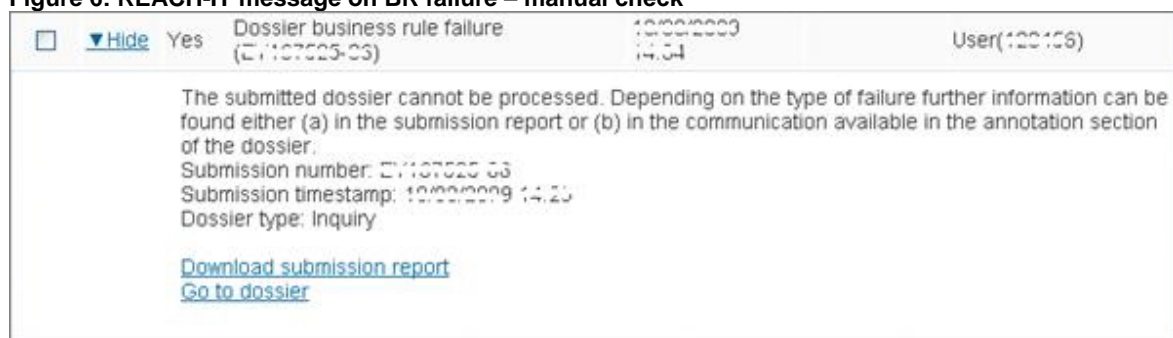 Figure 6: REACH-IT message on BR failure – manual check
▼Hide Yes Dossier business rule failure User(
The submitted dossier cannot be processed. Depending on the type of failure further information can be
found either (a) in the submission report or (b) in the communication available in the annotation section
of the dossier.
Submission number:
Submission timestamp:
Dossier type: Inquiry
Download submission report
Go to dossier